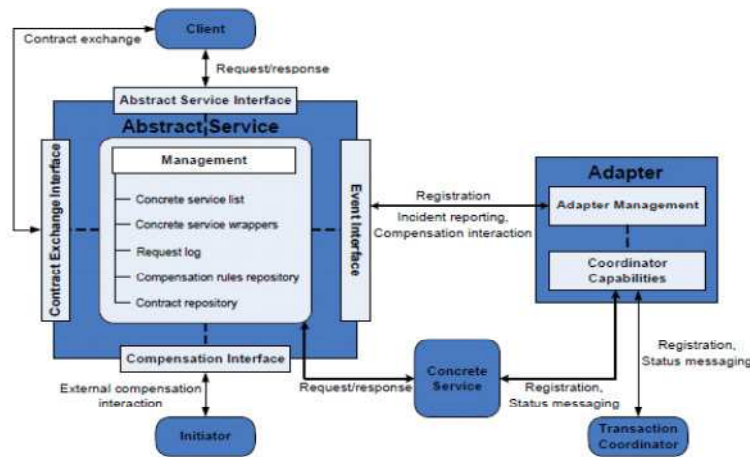 Client
Contract exchange
Request/response
Abstract Service Interface
Abstract Service
Contract Exchange Interface
Management
Concrete service list
Concrete service wrappers
Request log
Compensation rules repository
Contract repository
Event Interface
Registration
Incident reporting,
Compensation interaction
Adapter
Adapter Management
Coordinator
Capabilities
Compensation Interface
External compensation
interaction
Initiator
Request/response
Concrete
Service
Registration,
Status messaging
Registration,
Status messaging
Transaction
Coordinator